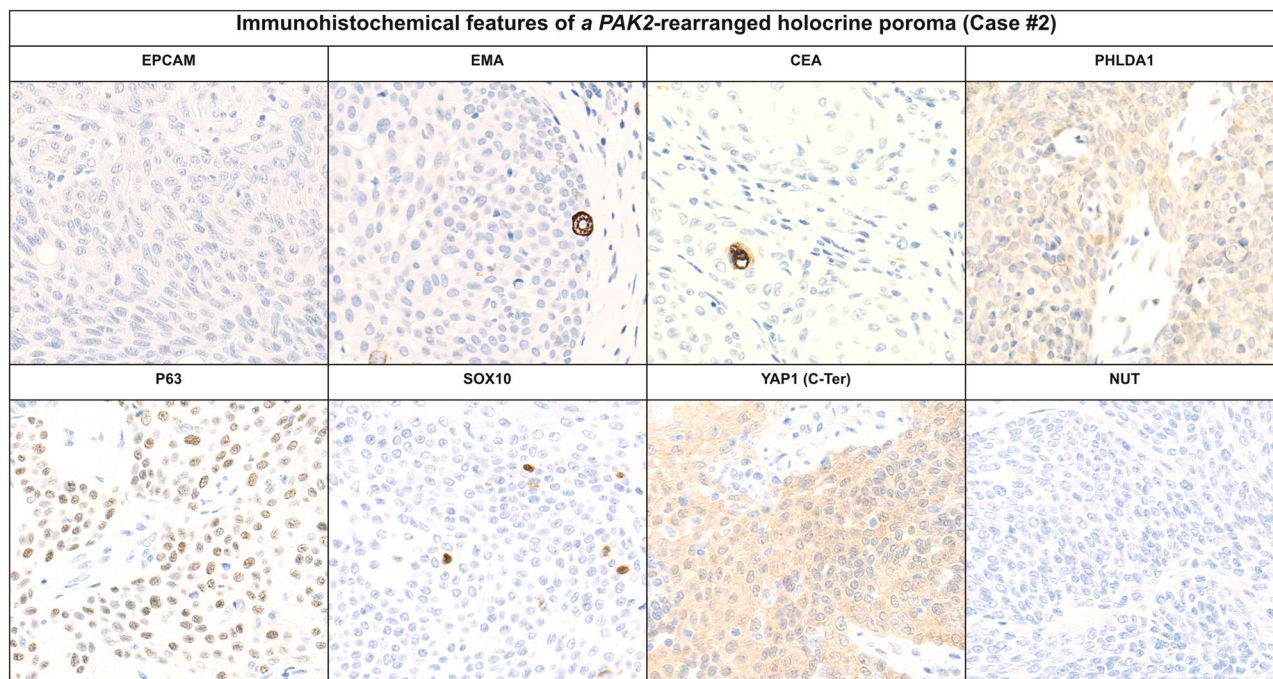 Immunohistochemical features of a PAK2-rearranged holocrine poroma (Case #2)
EPCAM EMA CEA PHLDA1
P63 SOX10 YAP1 (C-Ter) NUT